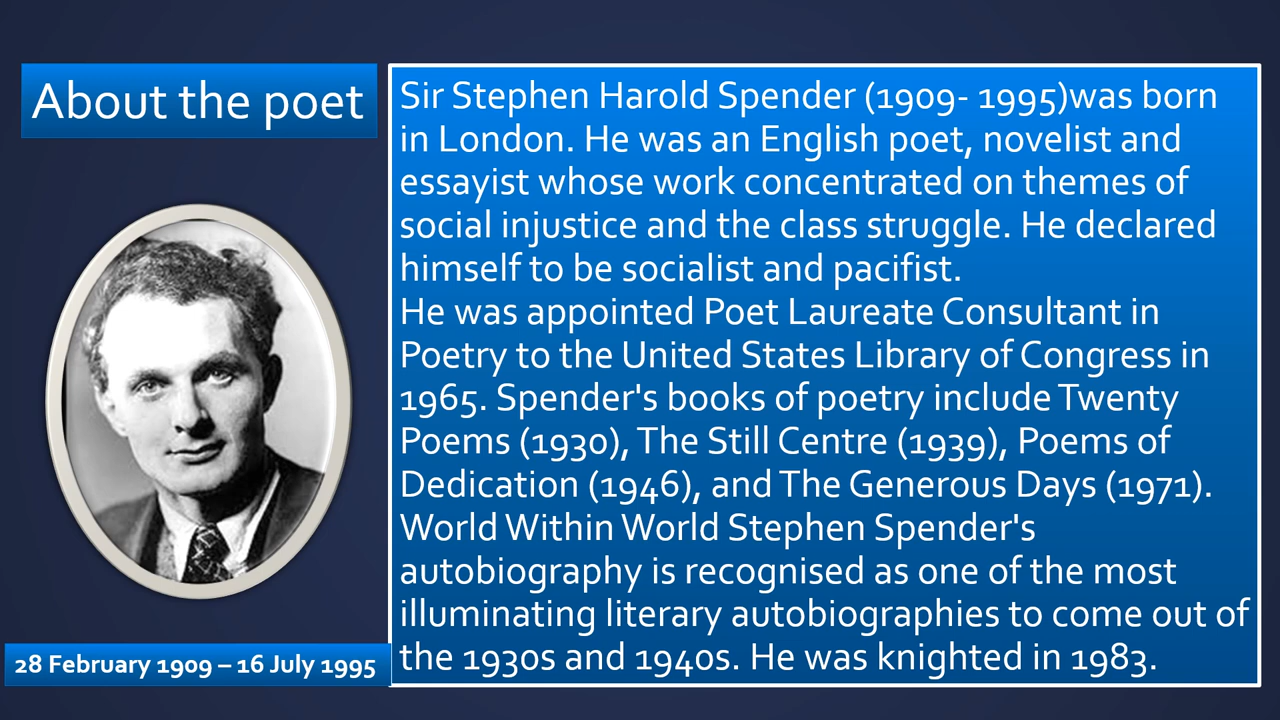 About the poet
Sir Stephen Harold Spender (1909- 1995)was born
in London. He was an English poet, novelist and
essayist whose work concentrated on themes of
social injustice and the class struggle. He declared
himself to be socialist and pacifist.
He was appointed Poet Laureate Consultant in
Poetry to the United States Library of Congress in
1965. Spender's books of poetry include Twenty
Poems (1930), The Still Centre (1939), Poems of
Dedication (1946), and The Generous Days (1971).
World Within World Stephen Spender's
autobiography is recognised as one of the most
illuminating literary autobiographies to come out of
the 1930s and 1940s. He was knighted in 1983.
28 February 1909 – 16 July 1995